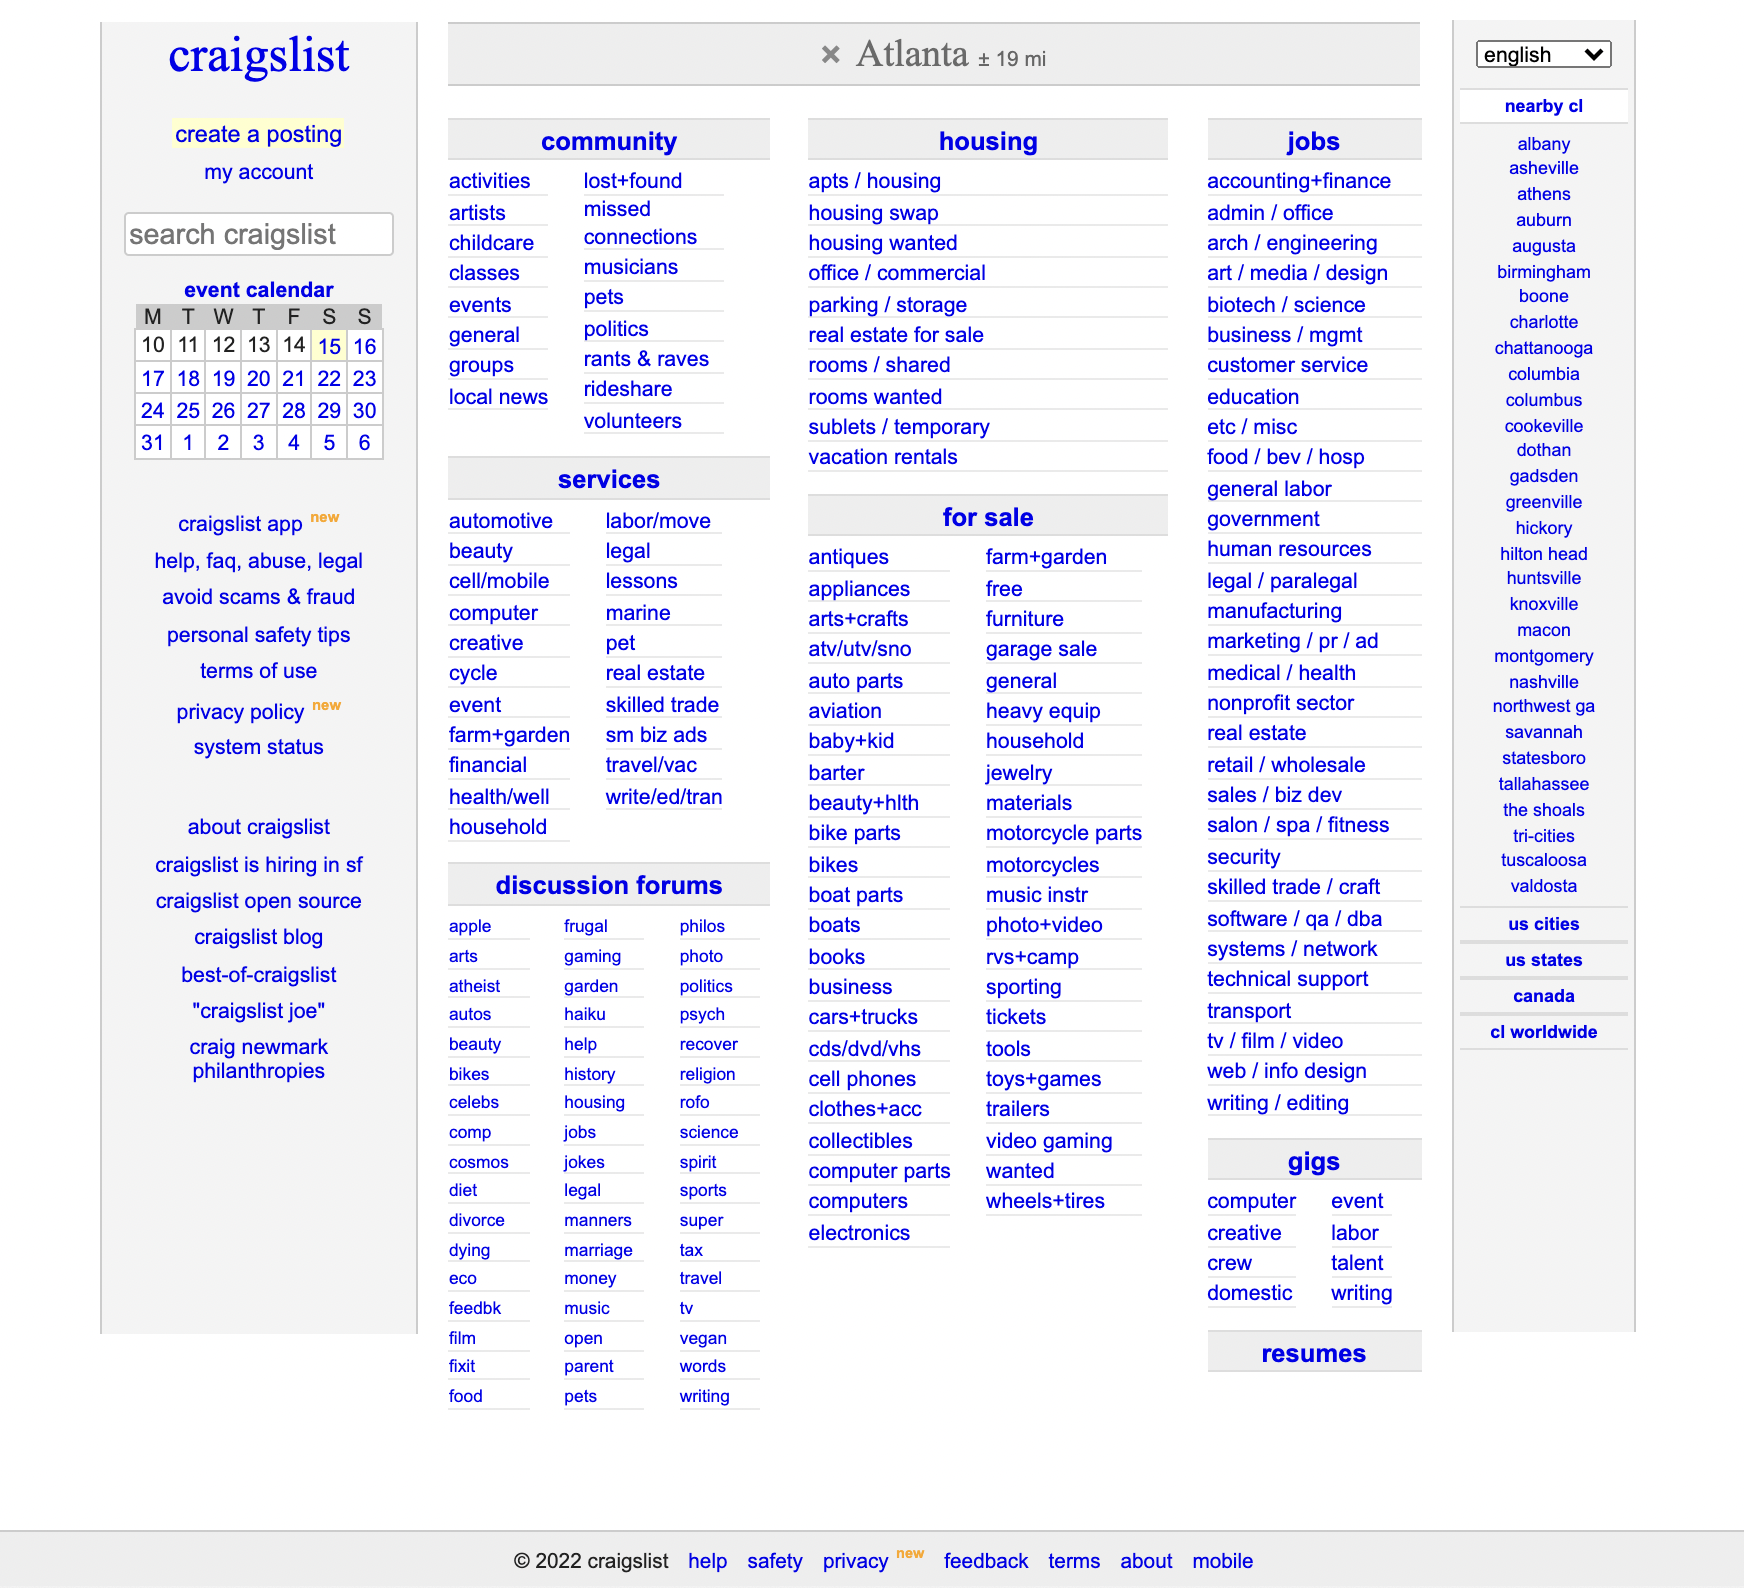 craigslist
create a posting
my account
search craigslist
event calendar
M T W T F S S
10 11 12 13 14 15 16
17 18 19 20 21 22 23
24 25 26 27 28 29 30
31 1 2 3 4 5 6
craigslist app new
help, faq, abuse, legal
avoid scams & fraud
personal safety tips
terms of use
privacy policy new
system status
about craigslist
craigslist is hiring in sf
craigslist open source
craigslist blog
best-of-craigslist
"craigslist joe"
craig newmark
philanthropies
× Atlanta ± 19 mi
community
activities
artists
childcare
classes
events
general
groups
local news
lost+found
missed
connections
musicians
pets
politics
rants & raves
rideshare
volunteers
services
automotive
beauty
cell/mobile
computer
creative
cycle
event
farm+garden
financial
health/well
household
labor/move
legal
lessons
marine
pet
real estate
skilled trade
sm biz ads
travel/vac
write/ed/tran
discussion forums
apple
arts
atheist
autos
beauty
bikes
celebs
comp
cosmos
diet
divorce
dying
eco
feedbk
film
fixit
food
frugal
gaming
garden
haiku
help
history
housing
jobs
jokes
legal
manners
marriage
money
music
open
parent
pets
philos
photo
politics
psych
recover
religion
rofo
science
spirit
sports
super
tax
travel
tv
vegan
words
writing
housing
apts / housing
housing swap
housing wanted
office / commercial
parking / storage
real estate for sale
rooms / shared
rooms wanted
sublets / temporary
vacation rentals
for sale
antiques
appliances
arts+crafts
atv/utv/sno
auto parts
aviation
baby+kid
barter
beauty+hlth
bike parts
bikes
boat parts
boats
books
business
cars+trucks
cds/dvd/vhs
cell phones
clothes+acc
collectibles
computer parts
computers
electronics
farm+garden
free
furniture
garage sale
general
heavy equip
household
jewelry
materials
motorcycle parts
motorcycles
music instr
photo+video
rvs+camp
sporting
tickets
tools
toys+games
trailers
video gaming
wanted
wheels+tires
jobs
accounting+finance
admin / office
arch / engineering
art / media / design
biotech / science
business / mgmt
customer service
education
etc / misc
food / bev / hosp
general labor
government
human resources
legal / paralegal
manufacturing
marketing / pr / ad
medical / health
nonprofit sector
real estate
retail / wholesale
sales / biz dev
salon / spa / fitness
security
skilled trade / craft
software / qa / dba
systems / network
technical support
transport
tv / film / video
web / info design
writing / editing
gigs
computer
creative
crew
domestic
event
labor
talent
writing
resumes
english
nearby cl
albany
asheville
athens
auburn
augusta
birmingham
boone
charlotte
chattanooga
columbia
columbus
cookeville
dothan
gadsden
greenville
hickory
hilton head
huntsville
knoxville
macon
montgomery
nashville
northwest ga
savannah
statesboro
tallahassee
the shoals
tri-cities
tuscaloosa
valdosta
us cities
us states
canada
cl worldwide
© 2022 craigslist help safety privacy new feedback terms about mobile